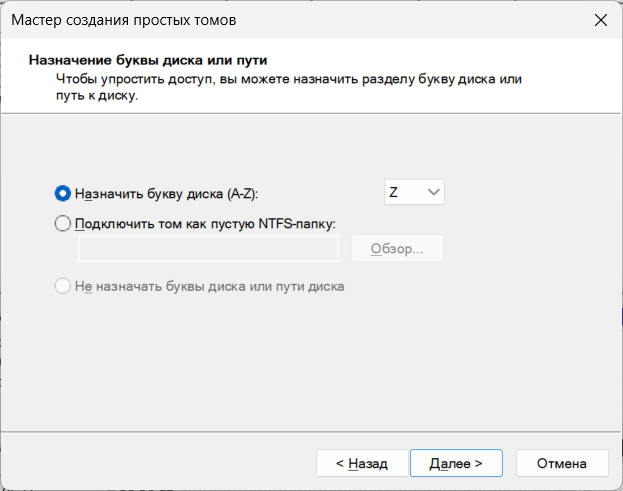 Мастер создания простых томов
Назначение буквы диска или пути
Чтобы упростить доступ, вы можете назначить разделу букву диска или
путь к диску.
Назначить букву диска (A-Z):
Z
Подключить том как пустую NTFS-папку:
Обзор...
Не назначать буквы диска или пути диска
< Назад
Далее >
Отмена